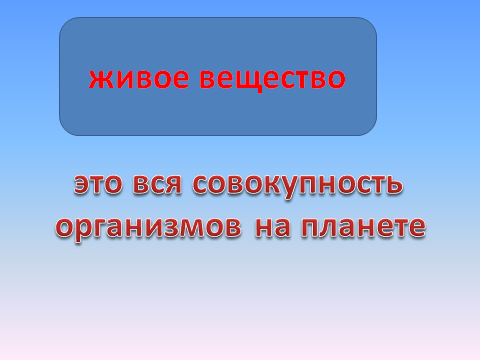 живое вещество
это вся совокупность
организмов на планете